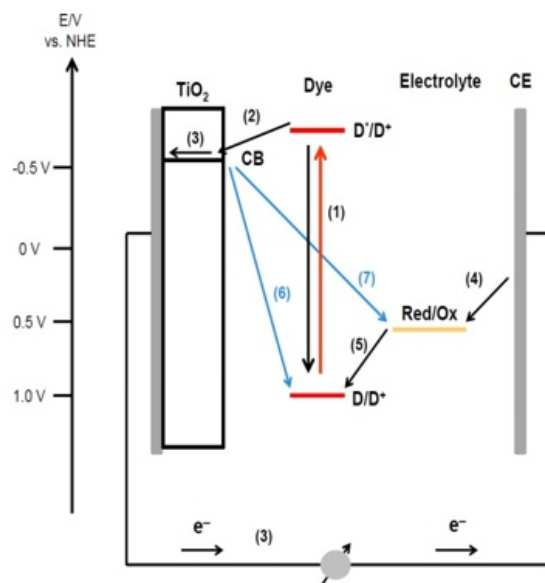 E/V
vs. NHE
TiO₂
Dye
Electrolyte
CE
(2)
D*/D⁺
(3)
CB
-0.5 V
(1)
0 V
(6)
(7)
(4)
Red/Ox
0.5 V
(5)
1.0 V
D/D⁺
e⁻
(3)
e⁻